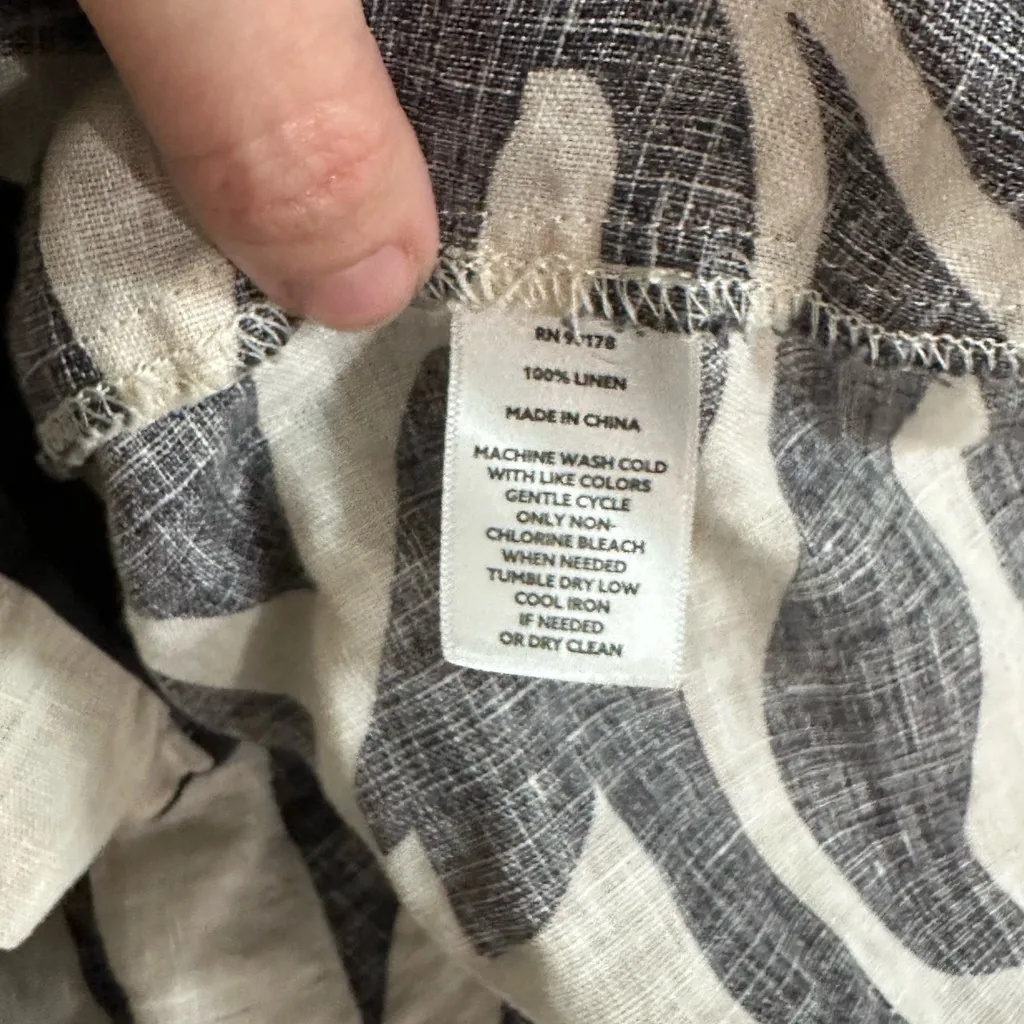 RN
100% LINEN
MADE IN CHINA
MACHINE WASH COLD
WITH LIKE COLORS
GENTLE CYCLE
ONLY NON-
CHLORINE BLEACH
WHEN NEEDED
TUMBLE DRY LOW
COOL IRON
IF NEEDED
OR DRY CLEAN